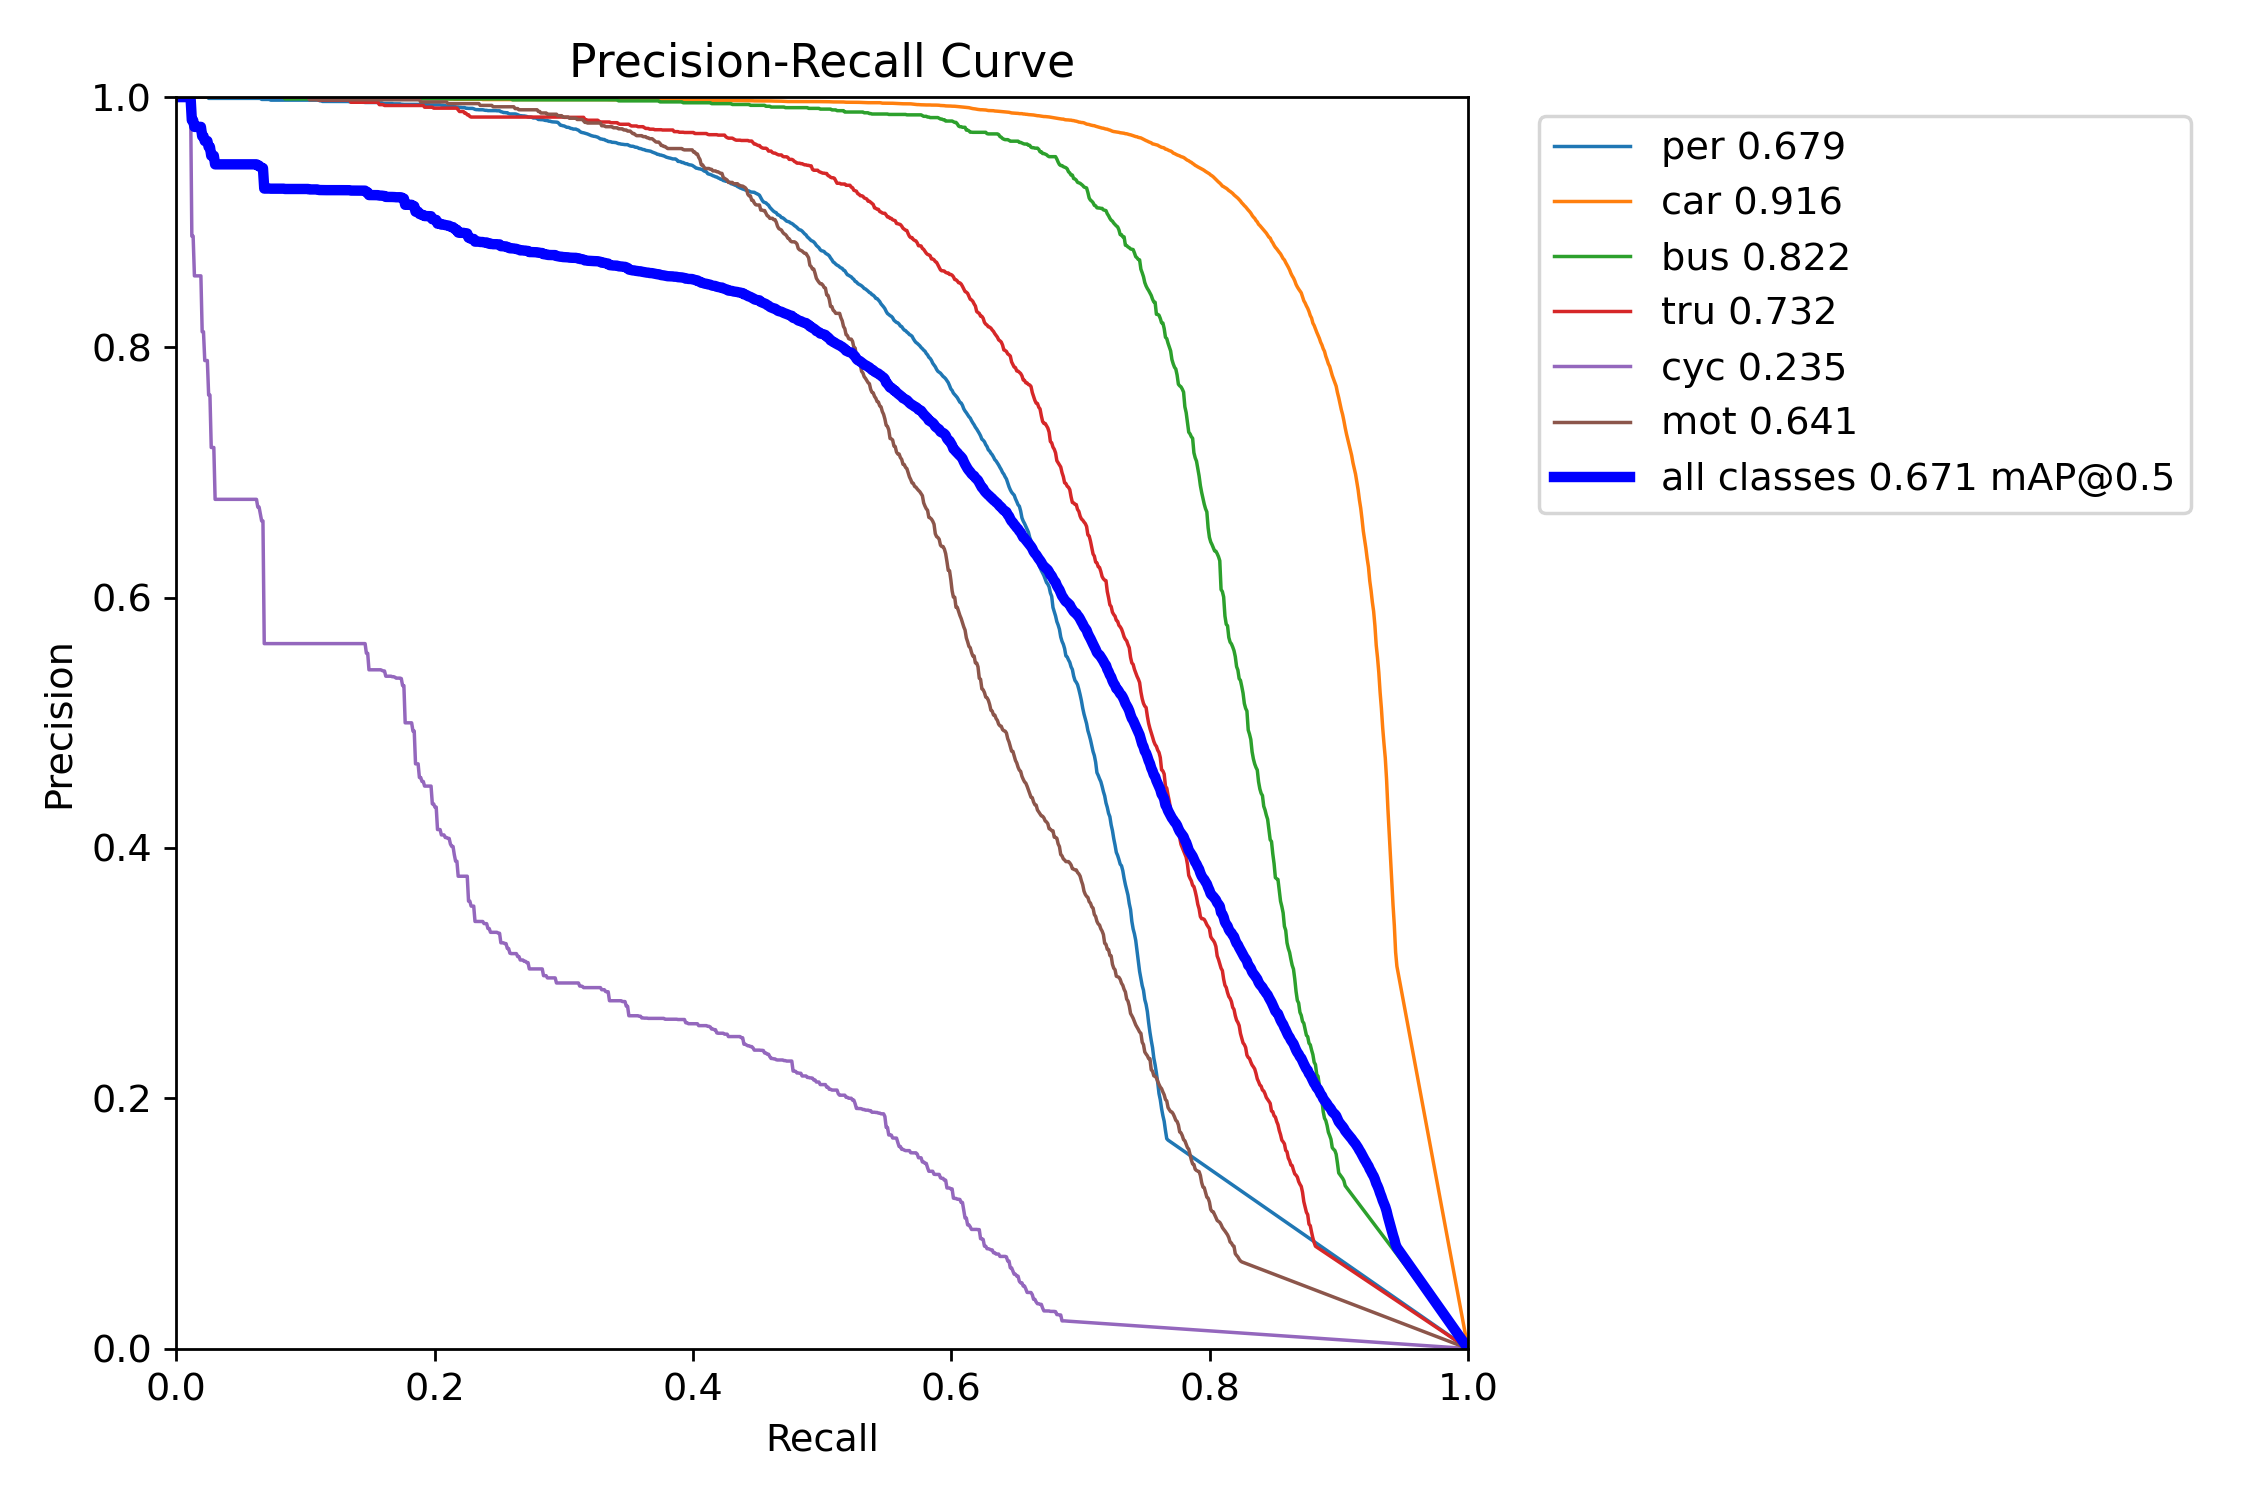 Precision-Recall Curve
1.0
0.8
0.6
0.4
0.2
0.0
Precision
0.0 0.2 0.4 0.6 0.8 1.0
Recall
per 0.679
car 0.916
bus 0.822
tru 0.732
cyc 0.235
mot 0.641
all classes 0.671 mAP@0.5